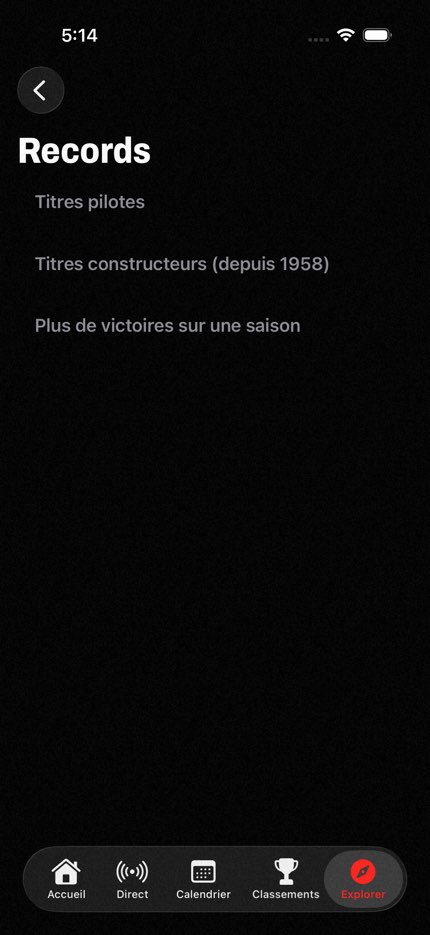 5:14
Records
Titres pilotes
Titres constructeurs (depuis 1958)
Plus de victoires sur une saison
Accueil
Direct
Calendrier
Classements
Explorer